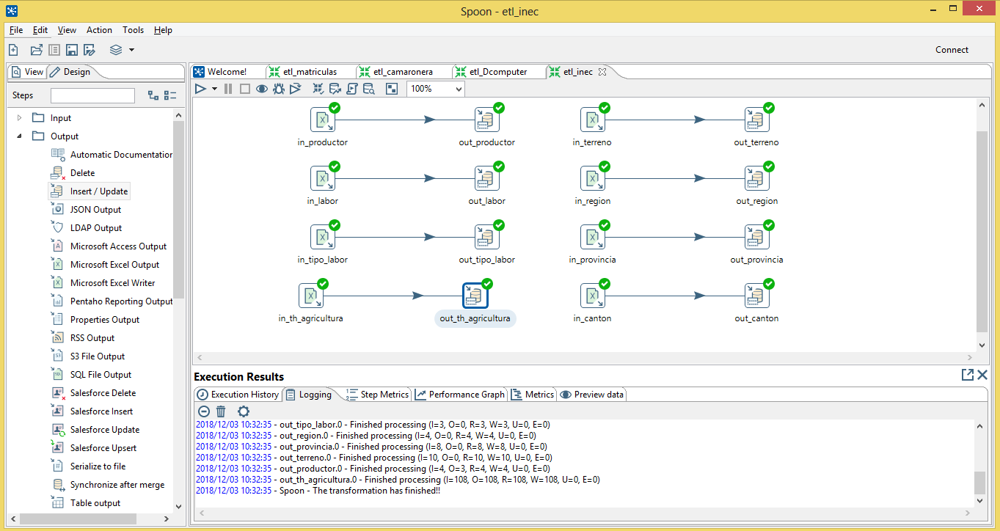 Spoon - etl_inec
File Edit View Action Tools Help
Connect
View Design
Steps
Input
Output
Automatic Documentation
Delete
Insert / Update
JSON Output
LDAP Output
Microsoft Access Output
Microsoft Excel Output
Microsoft Excel Writer
Pentaho Reporting Output
Properties Output
RSS Output
S3 File Output
SQL File Output
Salesforce Delete
Salesforce Insert
Salesforce Update
Salesforce Upsert
Serialize to file
Synchronize after merge
Table output
Welcome! etl_matriculas etl_camaronera etl_Dcomputer etl_inec
100%
in_productor out_productor in_terreno out_terreno
in_labor out_labor in_region out_region
in_tipo_labor out_tipo_labor in_provincia out_provincia
in_th_agricultura out_th_agricultura in_canton out_canton
Execution Results
Execution History Logging Step Metrics Performance Graph Metrics Preview data
2018/12/03 10:32:35 - out_tipo_labor.0 - Finished processing (I=3, O=0, R=3, W=3, U=0, E=0)
2018/12/03 10:32:35 - out_region.0 - Finished processing (I=4, O=0, R=4, W=4, U=0, E=0)
2018/12/03 10:32:35 - out_provincia.0 - Finished processing (I=8, O=0, R=8, W=8, U=0, E=0)
2018/12/03 10:32:35 - out_terreno.0 - Finished processing (I=10, O=0, R=10, W=10, U=0, E=0)
2018/12/03 10:32:35 - out_productor.0 - Finished processing (I=4, O=3, R=4, W=4, U=0, E=0)
2018/12/03 10:32:35 - out_th_agricultura.0 - Finished processing (I=108, O=108, R=108, W=108, U=0, E=0)
2018/12/03 10:32:35 - Spoon - The transformation has finished!!